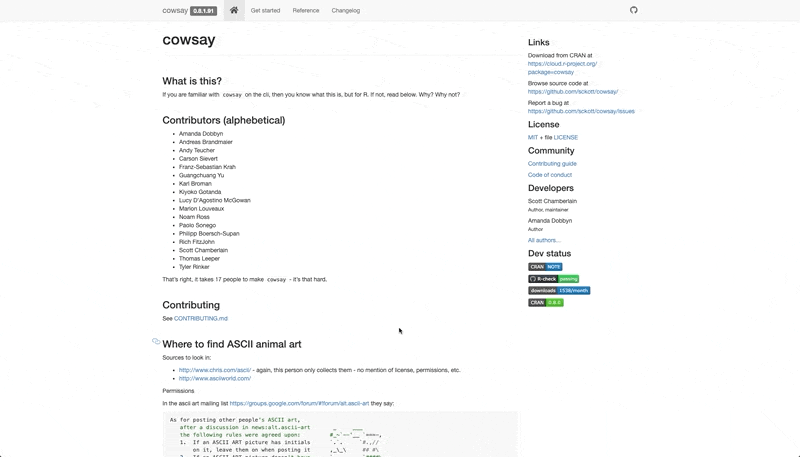 cowsay 0.8.1.91 Get started Reference Changelog
cowsay
What is this?
If you are familiar with cowsay on the cli, then you know what this is, but for R. If not, read below. Why? Why not?
Contributors (alphabetical)
Amanda Dobbyn
Andreas Brandmaier
Andy Teucher
Carson Sievert
Franz-Sebastian Krah
Guangchuang Yu
Karl Broman
Kiyoko Gotanda
Lucy D'Agostino McGowan
Marion Louveaux
Noam Ross
Paolo Sonego
Philipp Boersch-Supan
Rich FitzJohn
Scott Chamberlain
Thomas Leeper
Tyler Rinker
That's right, it takes 17 people to make cowsay - it's that hard.
Contributing
See CONTRIBUTING.md
Where to find ASCII animal art
Sources to look in:
http://www.chris.com/ascii/ - again, this person only collects them - no mention of license, permissions, etc.
http://www.asciiworld.com/
Permissions
In the ascii art mailing list https://groups.google.com/forum/#!forum/alt.ascii-art they say:
As for posting other people's ASCII art,
after a discussion in news:alt.ascii-art
the following rules were agreed upon:
1. If an ASCII ART picture has initials
on it, leave them on when posting it
Links
Download from CRAN at
https://cloud.r-project.org/
package=cowsay
Browse source code at
https://github.com/sckott/cowsay/
Report a bug at
https://github.com/sckott/cowsay/issues
License
MIT + file LICENSE
Community
Contributing guide
Code of conduct
Developers
Scott Chamberlain
Author, maintainer
Amanda Dobbyn
Author
All authors...
Dev status
CRAN NOTE
R-check passing
downloads 1538/month
CRAN 0.8.0